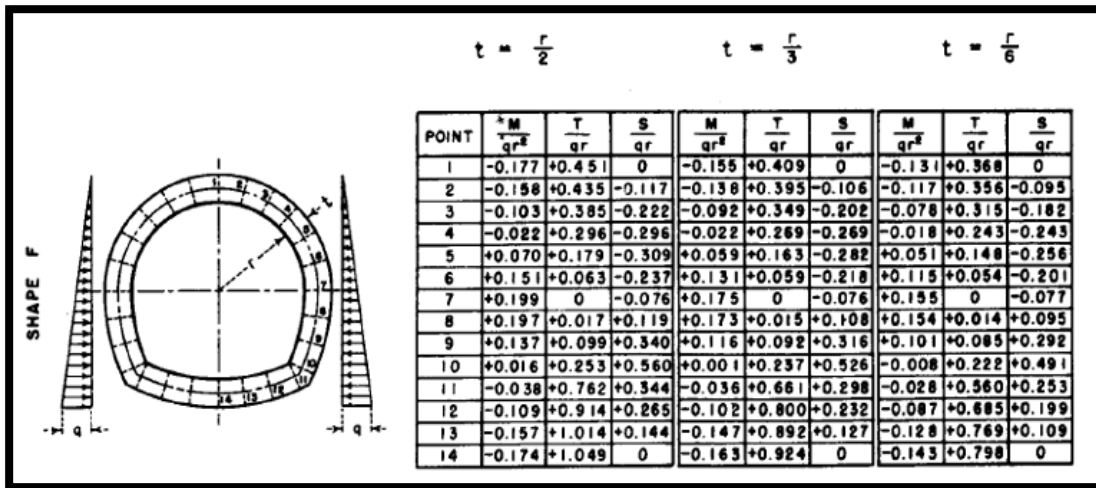 t = r/2 t = r/3 t = r/6
POINT M/qr² T/qr S/qr M/qr² T/qr S/qr M/qr² T/qr S/qr
1 -0.177 +0.451 0 -0.155 +0.409 0 -0.131 +0.368 0
2 -0.158 +0.435 -0.117 -0.138 +0.395 -0.106 -0.117 +0.356 -0.095
3 -0.103 +0.385 -0.222 -0.092 +0.349 -0.202 -0.078 +0.315 -0.182
4 -0.022 +0.296 -0.296 -0.022 +0.269 -0.269 -0.018 +0.243 -0.243
5 +0.070 +0.179 -0.309 +0.059 +0.163 -0.282 +0.051 +0.148 -0.256
6 +0.151 +0.063 -0.237 +0.131 +0.059 -0.218 +0.115 +0.054 -0.201
7 +0.199 0 -0.076 +0.175 0 -0.076 +0.155 0 -0.077
8 +0.197 +0.017 +0.119 +0.173 +0.015 +0.108 +0.154 +0.014 +0.095
9 +0.137 +0.099 +0.340 +0.116 +0.092 +0.316 +0.101 +0.085 +0.292
10 +0.016 +0.253 +0.560 +0.001 +0.237 +0.526 -0.008 +0.222 +0.491
11 -0.038 +0.762 +0.344 -0.036 +0.661 +0.298 -0.028 +0.560 +0.253
12 -0.109 +0.914 +0.265 -0.102 +0.800 +0.232 -0.087 +0.685 +0.199
13 -0.157 +1.014 +0.144 -0.147 +0.892 +0.127 -0.128 +0.769 +0.109
14 -0.174 +1.049 0 -0.163 +0.924 0 -0.143 +0.798 0
SHAPE F
1
2
3
4
5
6
7
8
9
10
11
12
13
14
t
r
q
q